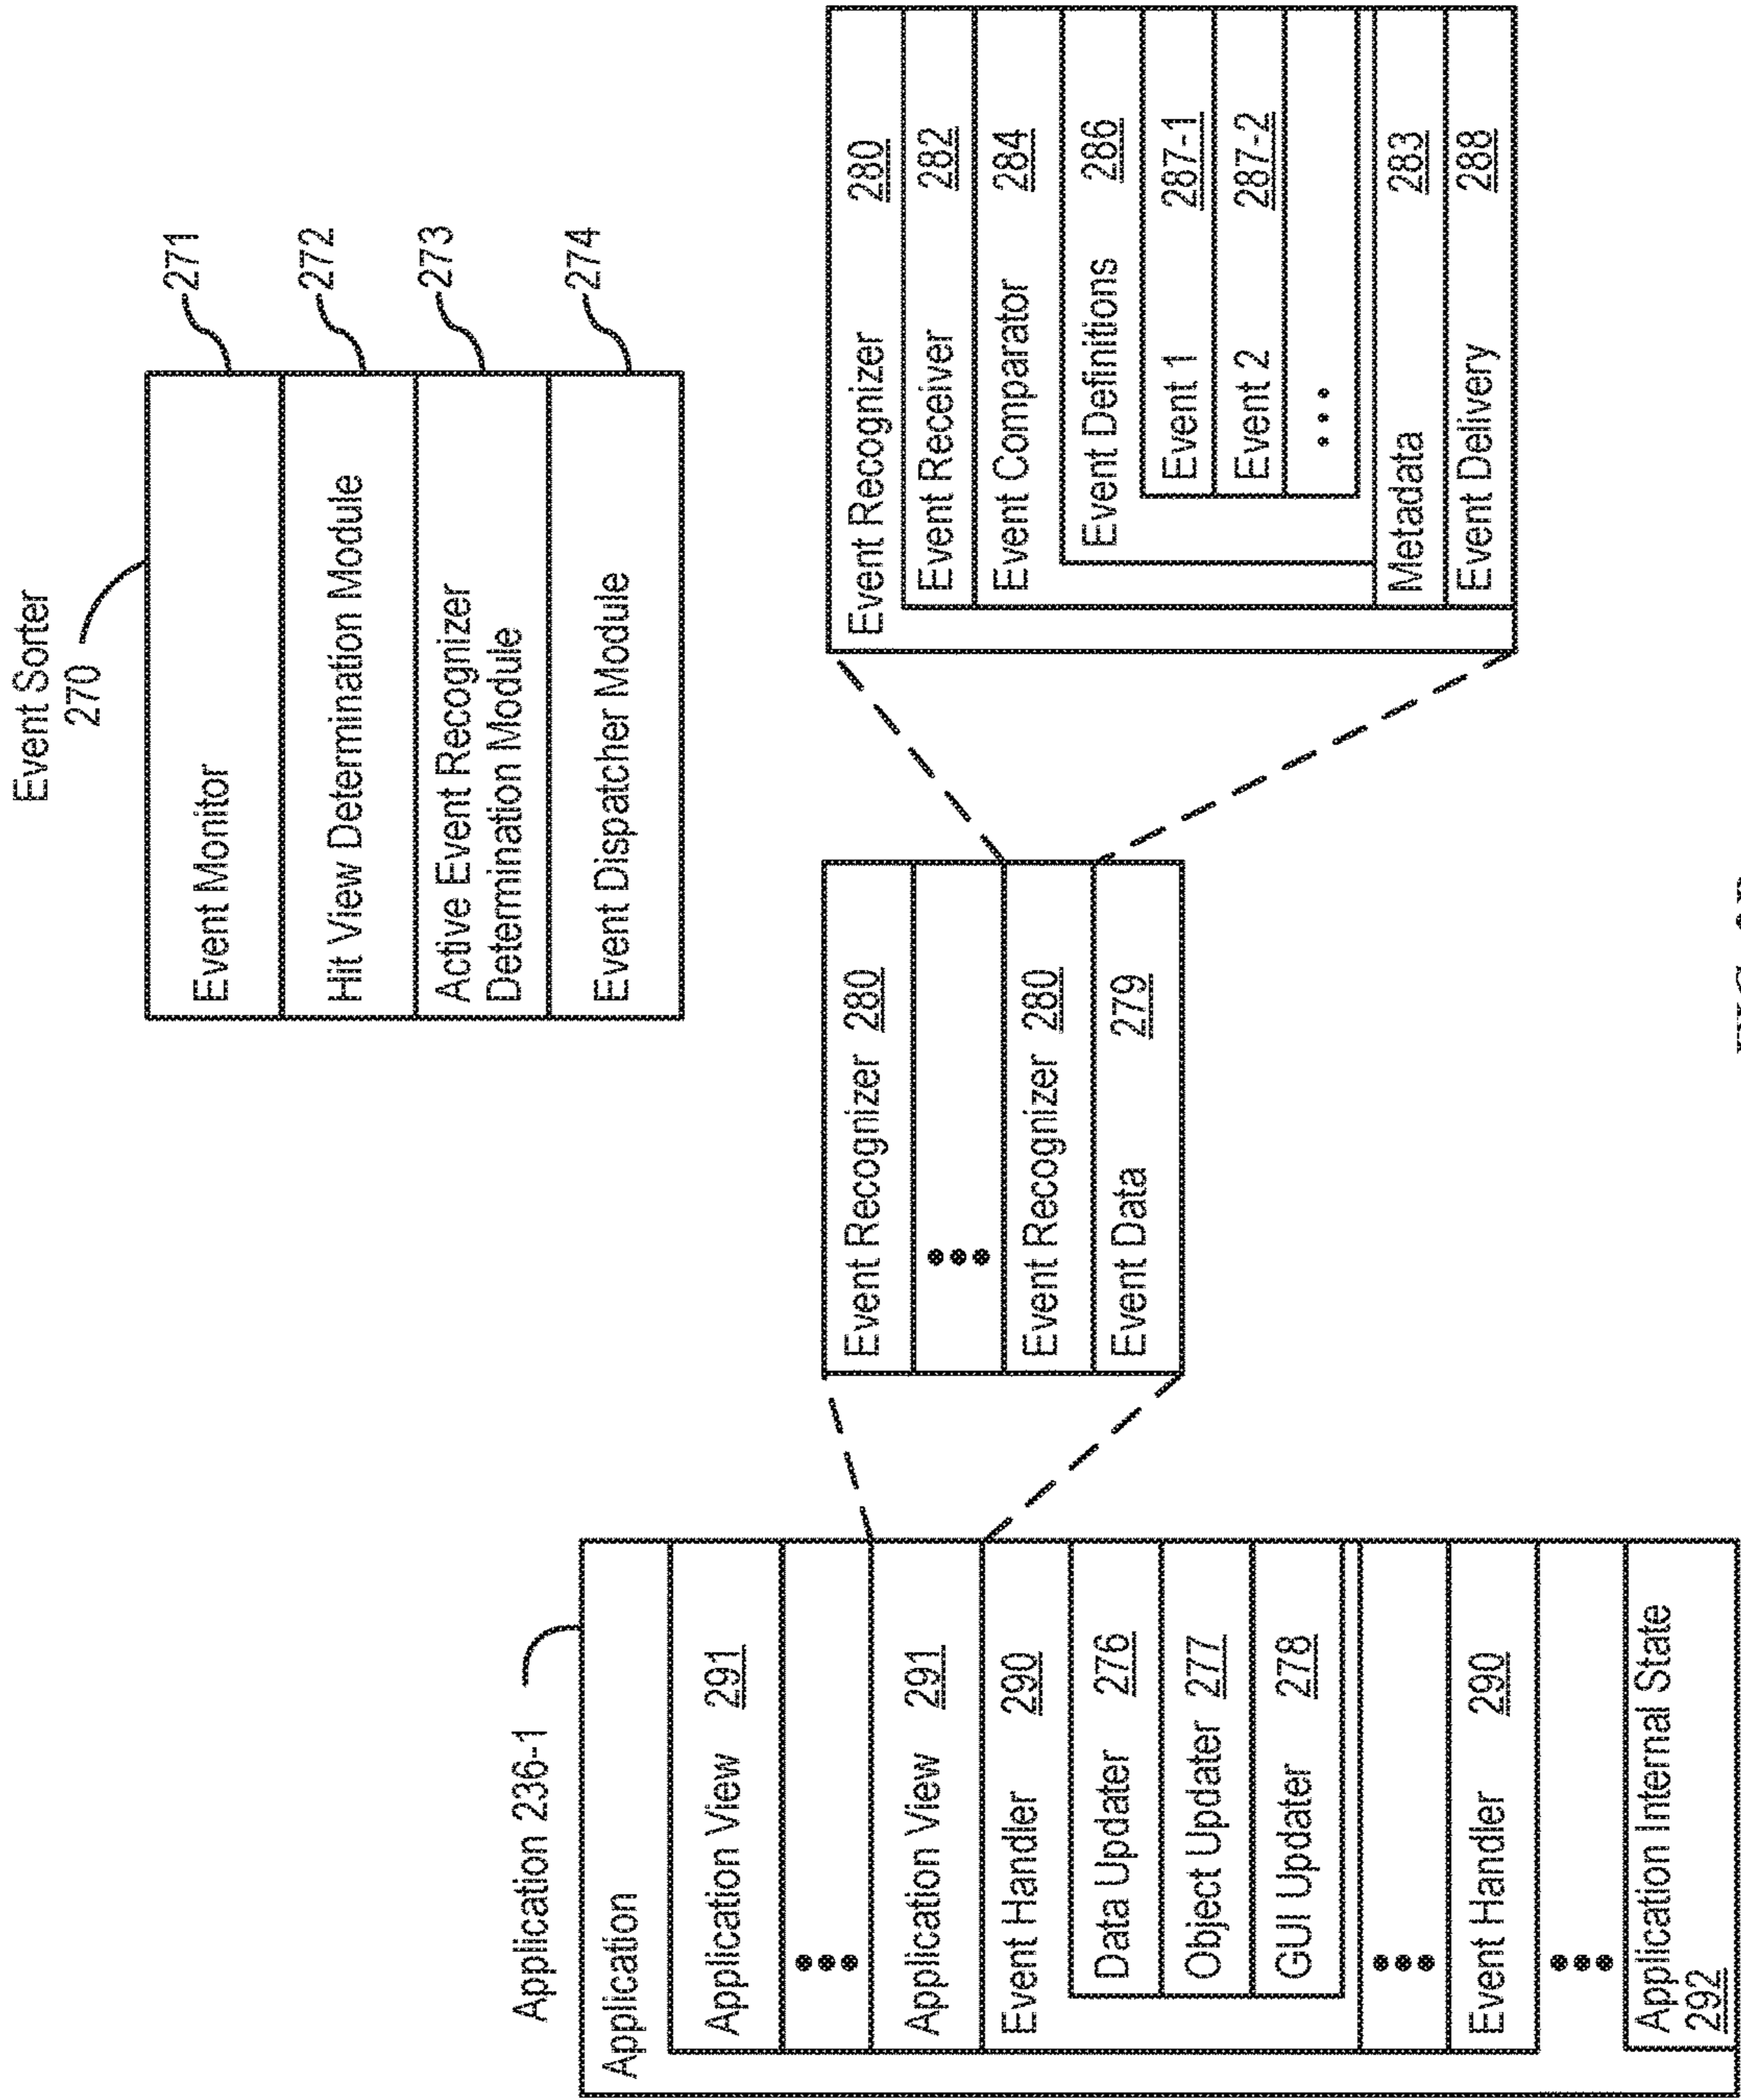 Event Sorter
270
Event Monitor
271
Hit View Determination Module
272
Active Event Recognizer
Determination Module
273
Event Dispatcher Module
274
Application 236-1
Application
Application View 291
•••
Application View 291
Event Handler 290
Data Updater 276
Object Updater 277
GUI Updater 278
•••
Event Handler 290
•••
Application Internal State
292
Event Recognizer 280
•••
Event Recognizer 280
Event Data 279
Event Recognizer 280
Event Receiver 282
Event Comparator 284
Event Definitions 286
Event 1 287-1
Event 2 287-2
•••
Metadata 283
Event Delivery 288